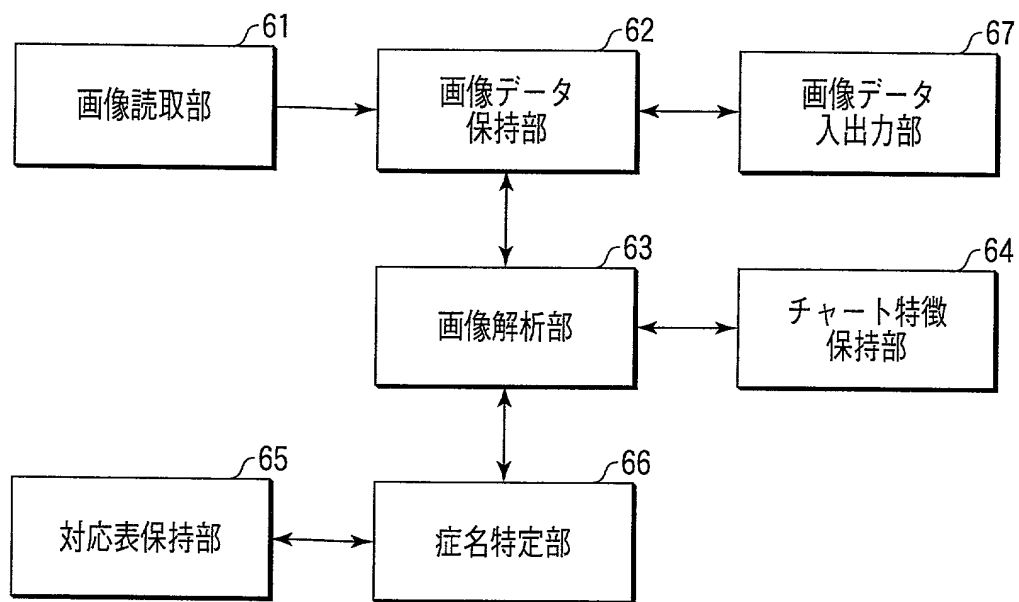 61
画像読取部
62
画像データ
保持部
67
画像データ
入出力部
63
画像解析部
64
チャート特徴
保持部
65
対応表保持部
66
症名特定部